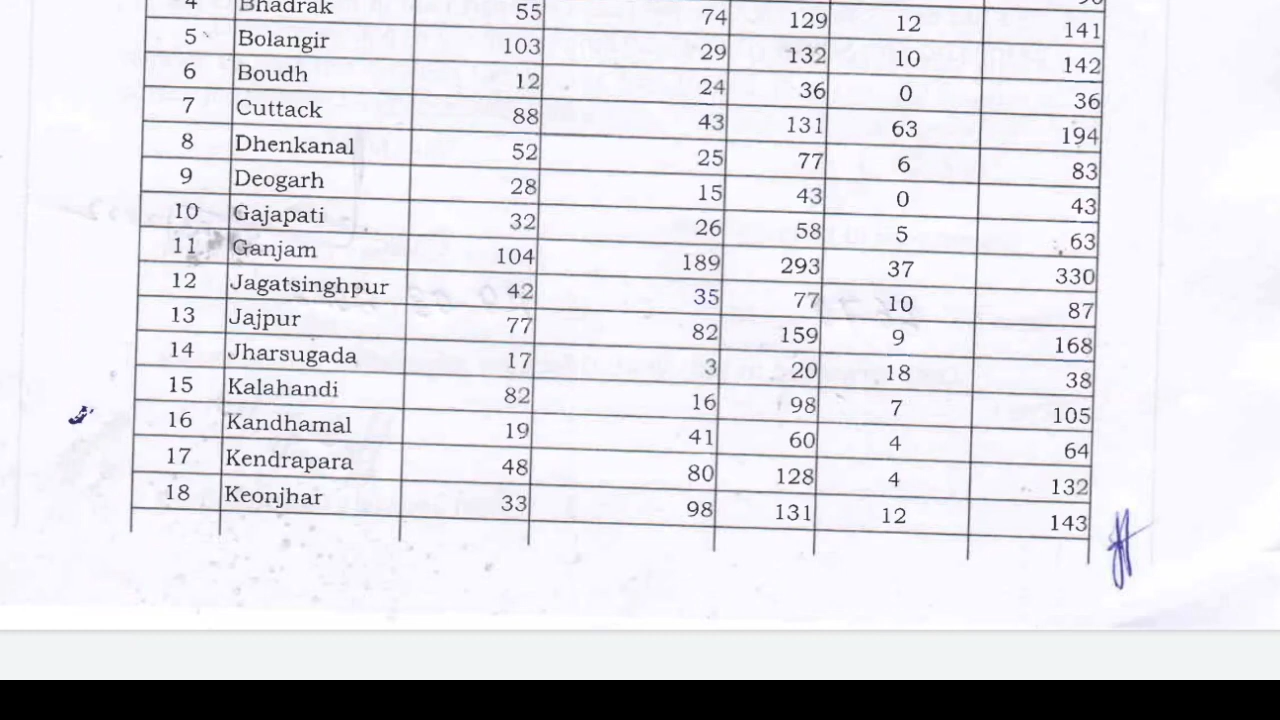 4 Bhadrak 55 74 129 12 141
5 Bolangir 103 29 132 10 142
6 Boudh 12 24 36 0 36
7 Cuttack 88 43 131 63 194
8 Dhenkanal 52 25 77 6 83
9 Deogarh 28 15 43 0 43
10 Gajapati 32 26 58 5 63
11 Ganjam 104 189 293 37 330
12 Jagatsinghpur 42 35 77 10 87
13 Jajpur 77 82 159 9 168
14 Jharsugada 17 3 20 18 38
15 Kalahandi 82 16 98 7 105
16 Kandhamal 19 41 60 4 64
17 Kendrapara 48 80 128 4 132
18 Keonjhar 33 98 131 12 143